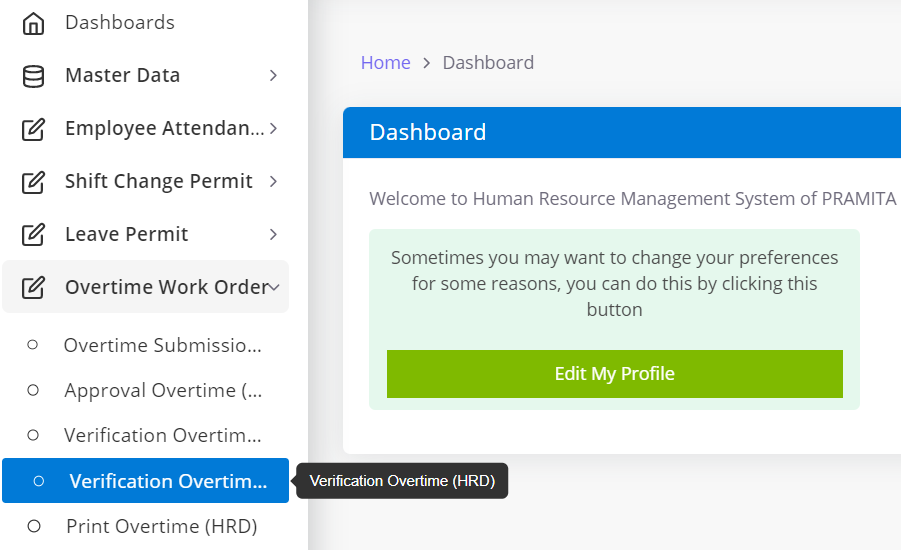 Dashboards
Master Data
Employee Attendan...
Shift Change Permit
Leave Permit
Overtime Work Order
Overtime Submissio...
Approval Overtime (...
Verification Overtim...
Verification Overtim...
Print Overtime (HRD)
Verification Overtime (HRD)
Home > Dashboard
Dashboard
Welcome to Human Resource Management System of PRAMITA
Sometimes you may want to change your preferences
for some reasons, you can do this by clicking this
button
Edit My Profile